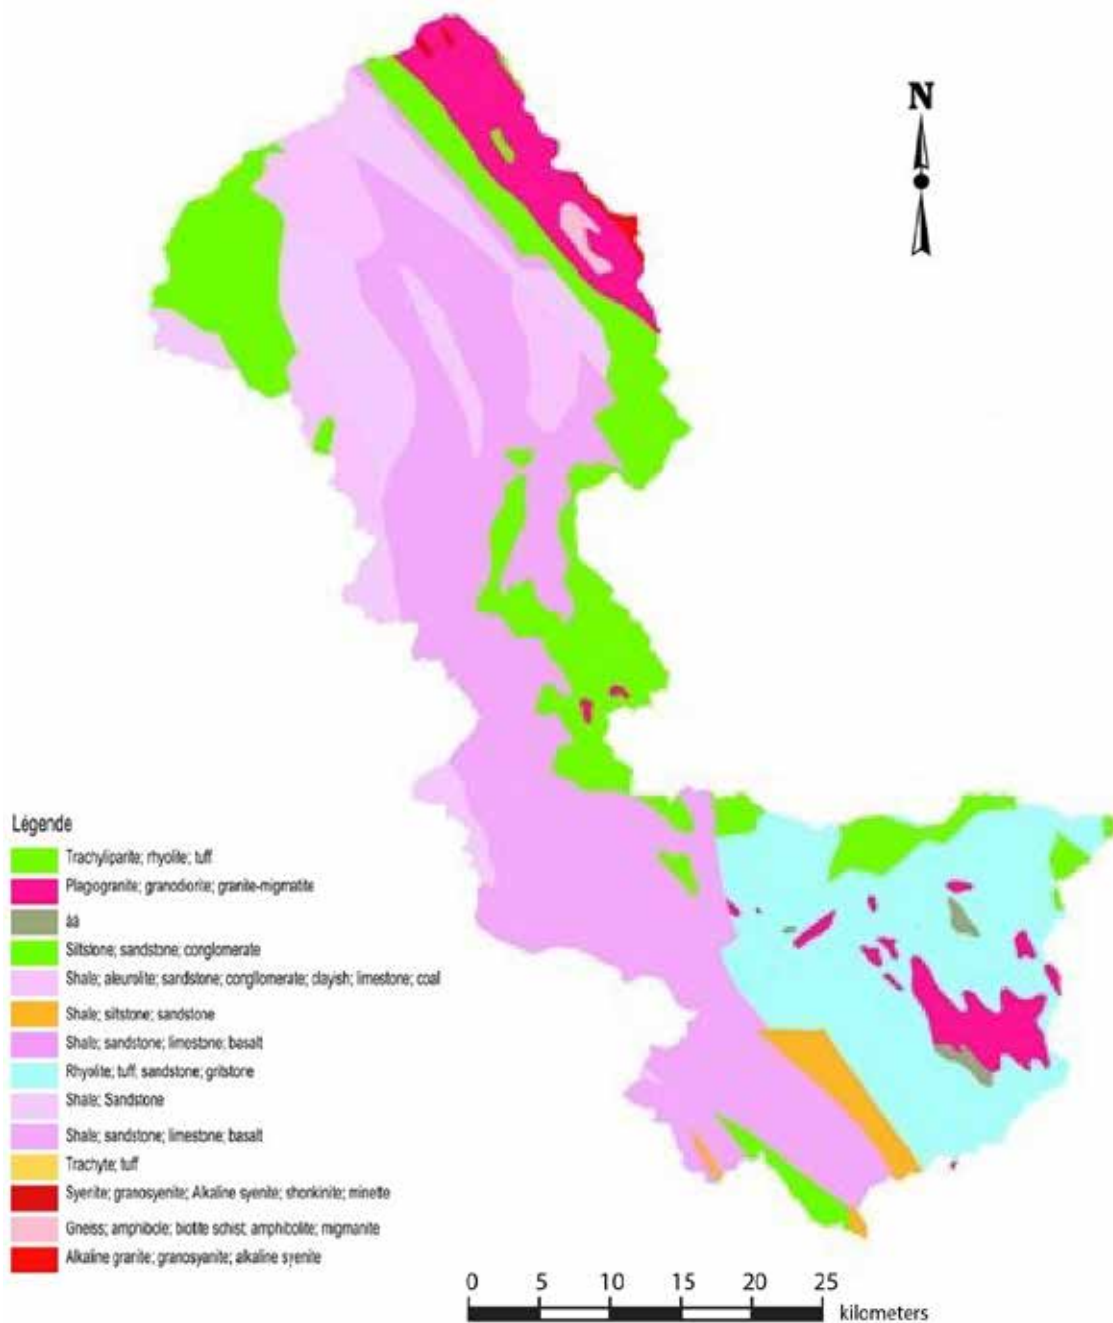 N
Légende
Trachyliparite; rhyolite; tuff
Plagiogranite; granodiorite; granite-migmatite
aa
Siltstone; sandstone; conglomerate
Shale; aleurolite; sandstone; congllomerate; clayish; limestone; coal
Shale; siltstone; sandstone
Shale; sandstone; limestone; basalt
Rhyolite; tuff; sandstone; gritstone
Shale; Sandstone
Shale; sandstone; limestone; basalt
Trachyte; tuff
Syerite; granosyenite; Alkaline syenite; shonkinite; minette
Gneiss; amphibole; biotite schist; amphibolite; migmanite
Alkaline granite; granosyanite; alkaline syenite
0 5 10 15 20 25
kilometers